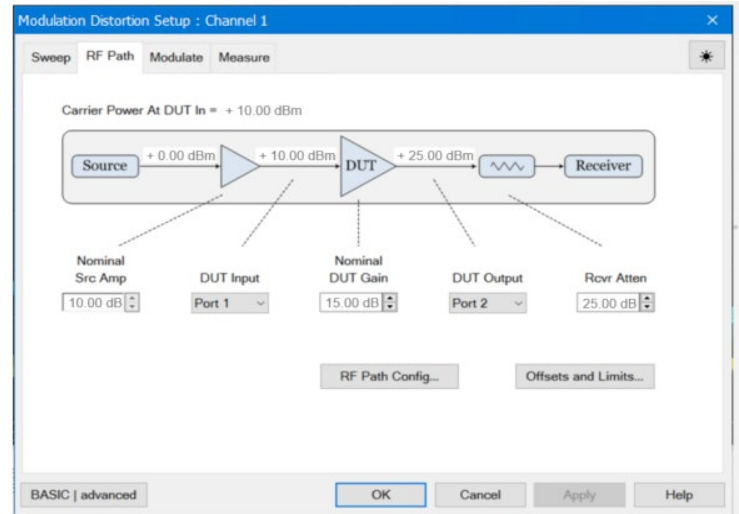 Modulation Distortion Setup : Channel 1
Sweep RF Path Modulate Measure
Carrier Power At DUT In = + 10.00 dBm
Source + 0.00 dBm + 10.00 dBm DUT + 25.00 dBm Receiver
Nominal Nominal
Src Amp DUT Input DUT Gain DUT Output Rcvr Atten
10.00 dB Port 1 15.00 dB Port 2 25.00 dB
RF Path Config... Offsets and Limits...
BASIC | advanced OK Cancel Apply Help